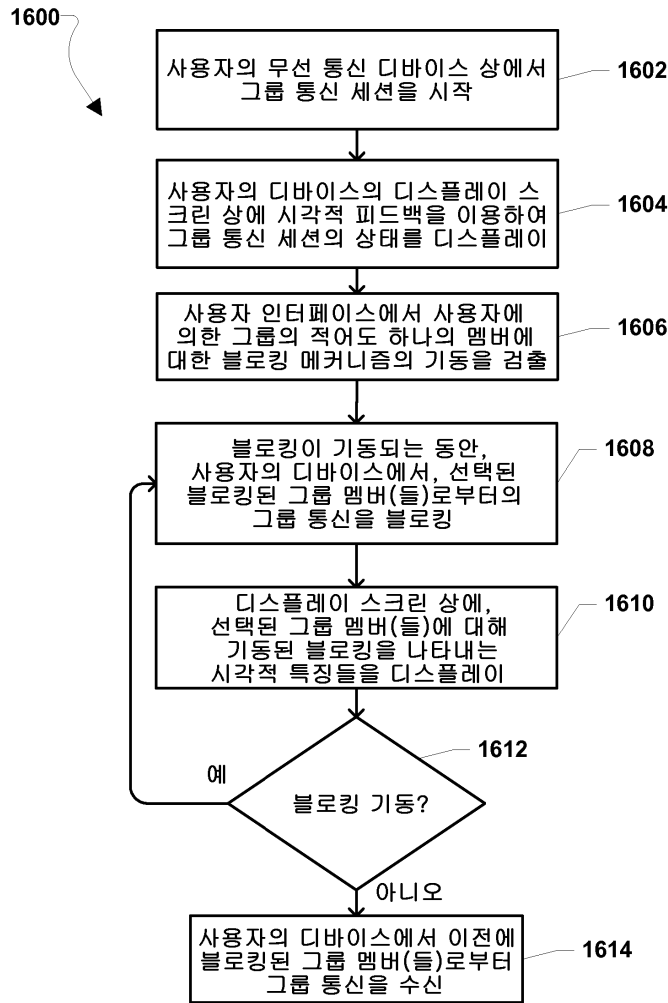 1600
사용자의 무선 통신 디바이스 상에서
그룹 통신 세션을 시작
1602
사용자의 디바이스의 디스플레이 스
크린 상에 시각적 피드백을 이용하여
그룹 통신 세션의 상태를 디스플레이
1604
사용자 인터페이스에서 사용자에
의한 그룹의 적어도 하나의 멤버에
대한 블로킹 메커니즘의 기동을 검출
1606
블로킹이 기동되는 동안,
사용자의 디바이스에서, 선택된
블로킹된 그룹 멤버(들)로부터의
그룹 통신을 블로킹
1608
디스플레이 스크린 상에,
선택된 그룹 멤버(들)에 대해
기동된 블로킹을 나타내는
시각적 특징들을 디스플레이
1610
1612
예
블로킹 기동?
아니오
사용자의 디바이스에서 이전에
블로킹된 그룹 멤버(들)로부터
그룹 통신을 수신
1614